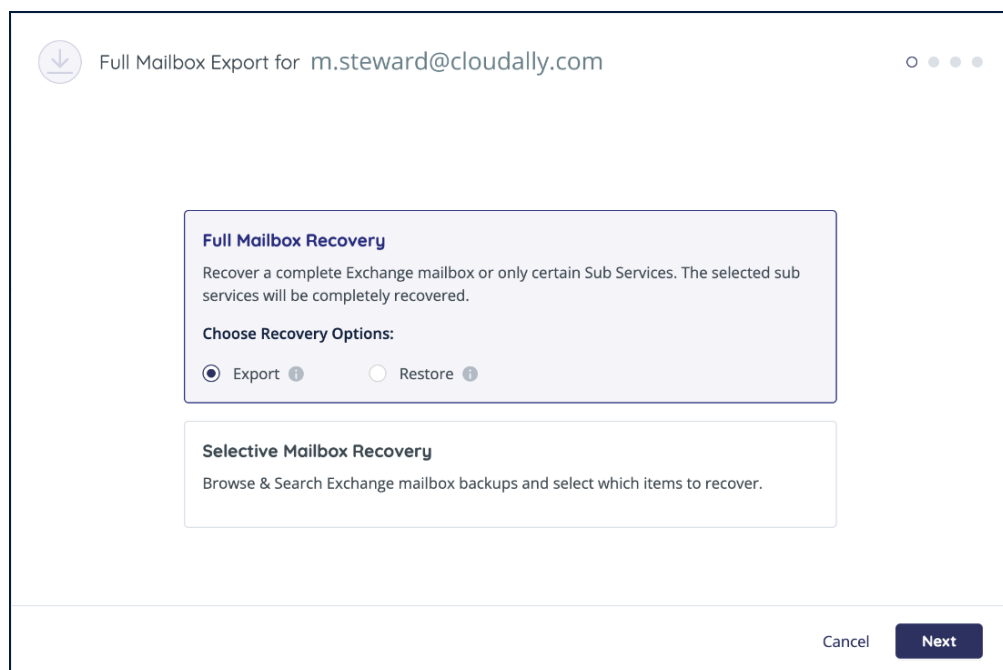 Full Mailbox Export for m.steward@cloudally.com
Full Mailbox Recovery
Recover a complete Exchange mailbox or only certain Sub Services. The selected sub
services will be completely recovered.
Choose Recovery Options:
Export
Restore
Selective Mailbox Recovery
Browse & Search Exchange mailbox backups and select which items to recover.
Cancel
Next